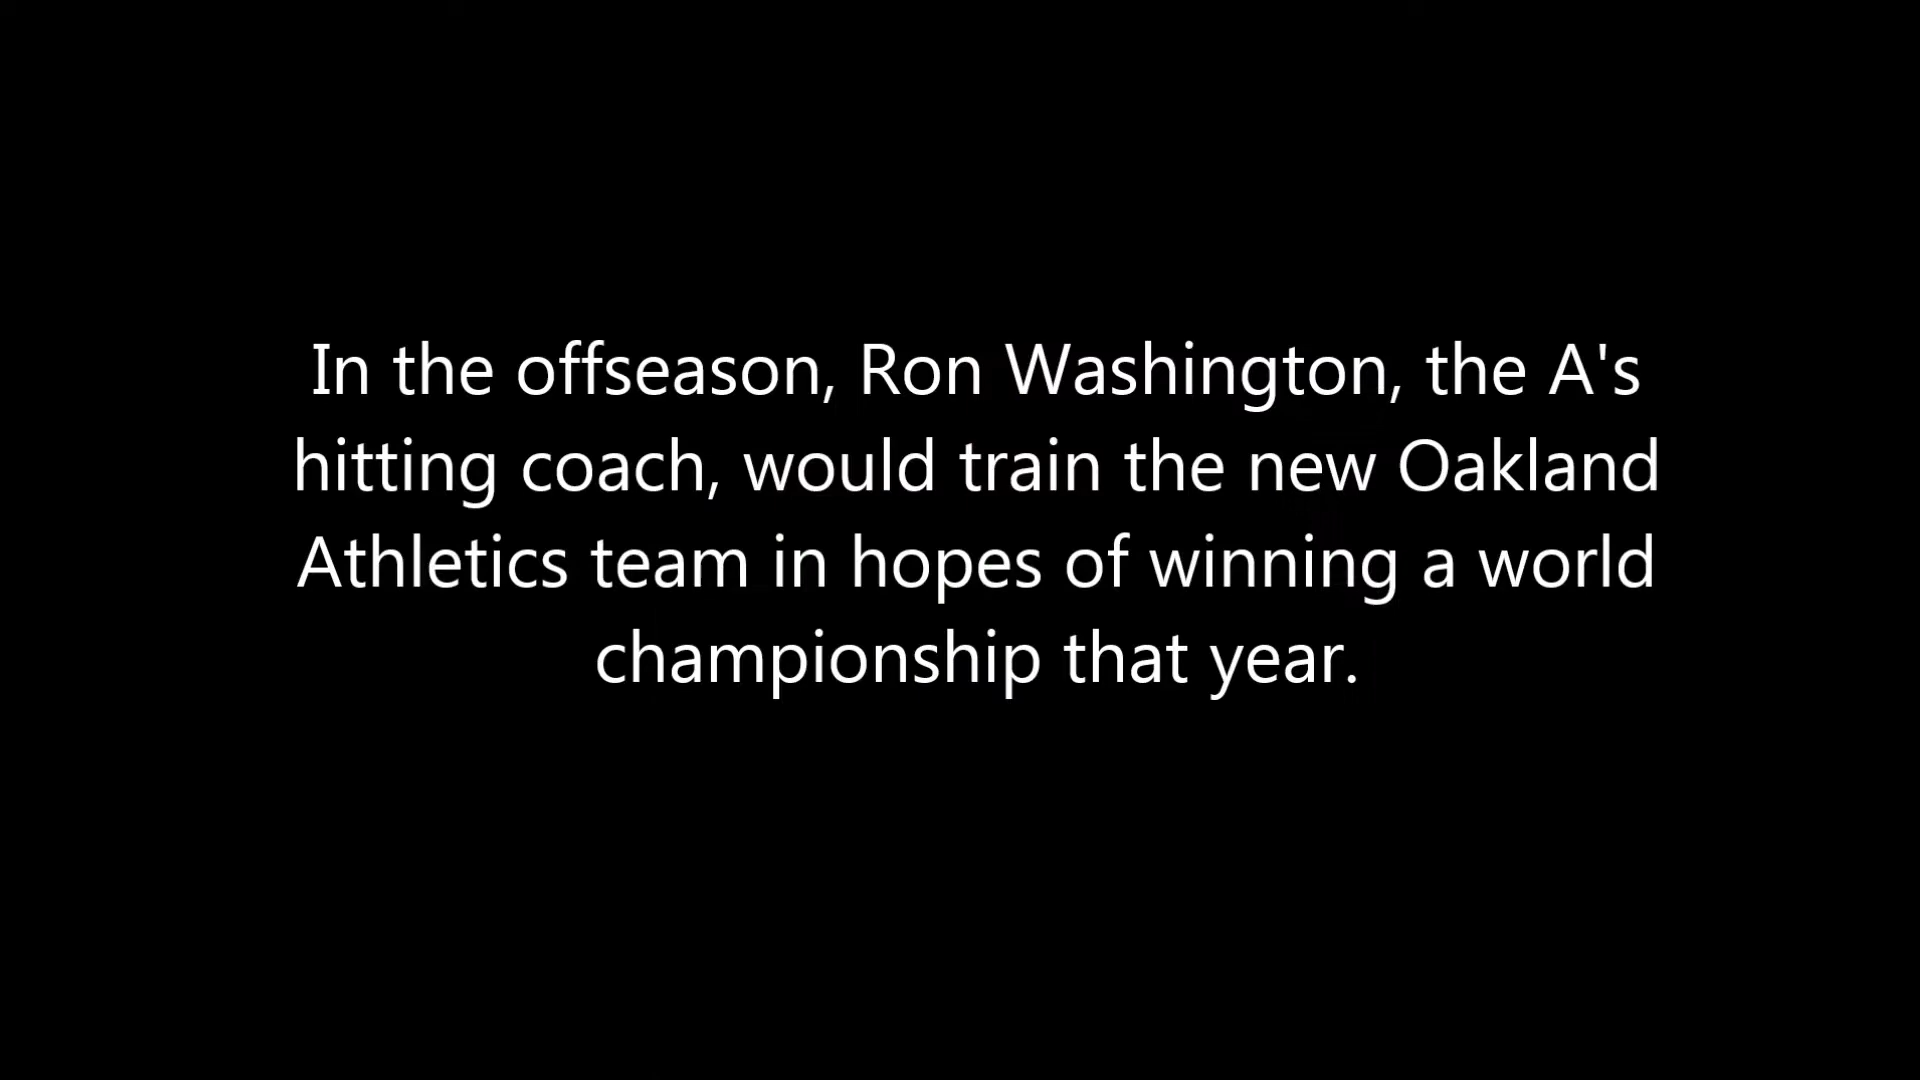 In the offseason, Ron Washington, the A's
hitting coach, would train the new Oakland
Athletics team in hopes of winning a world
championship that year.